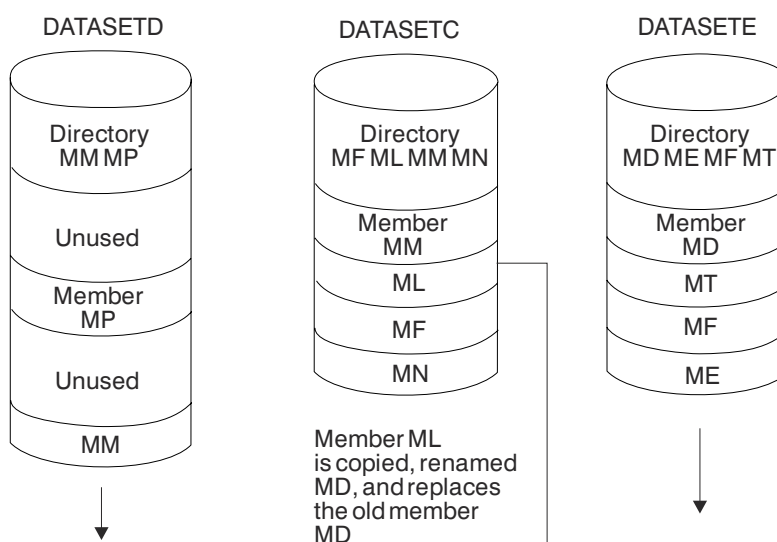 DATASETD
Directory
MM MP
Unused
Member
MP
Unused
MM
DATASETC
Directory
MF ML MM MN
Member
MM
ML
MF
MN
Member ML
is copied, renamed
MD, and replaces
the old member
MD
DATASETE
Directory
MD ME MF MT
Member
MD
MT
MF
ME